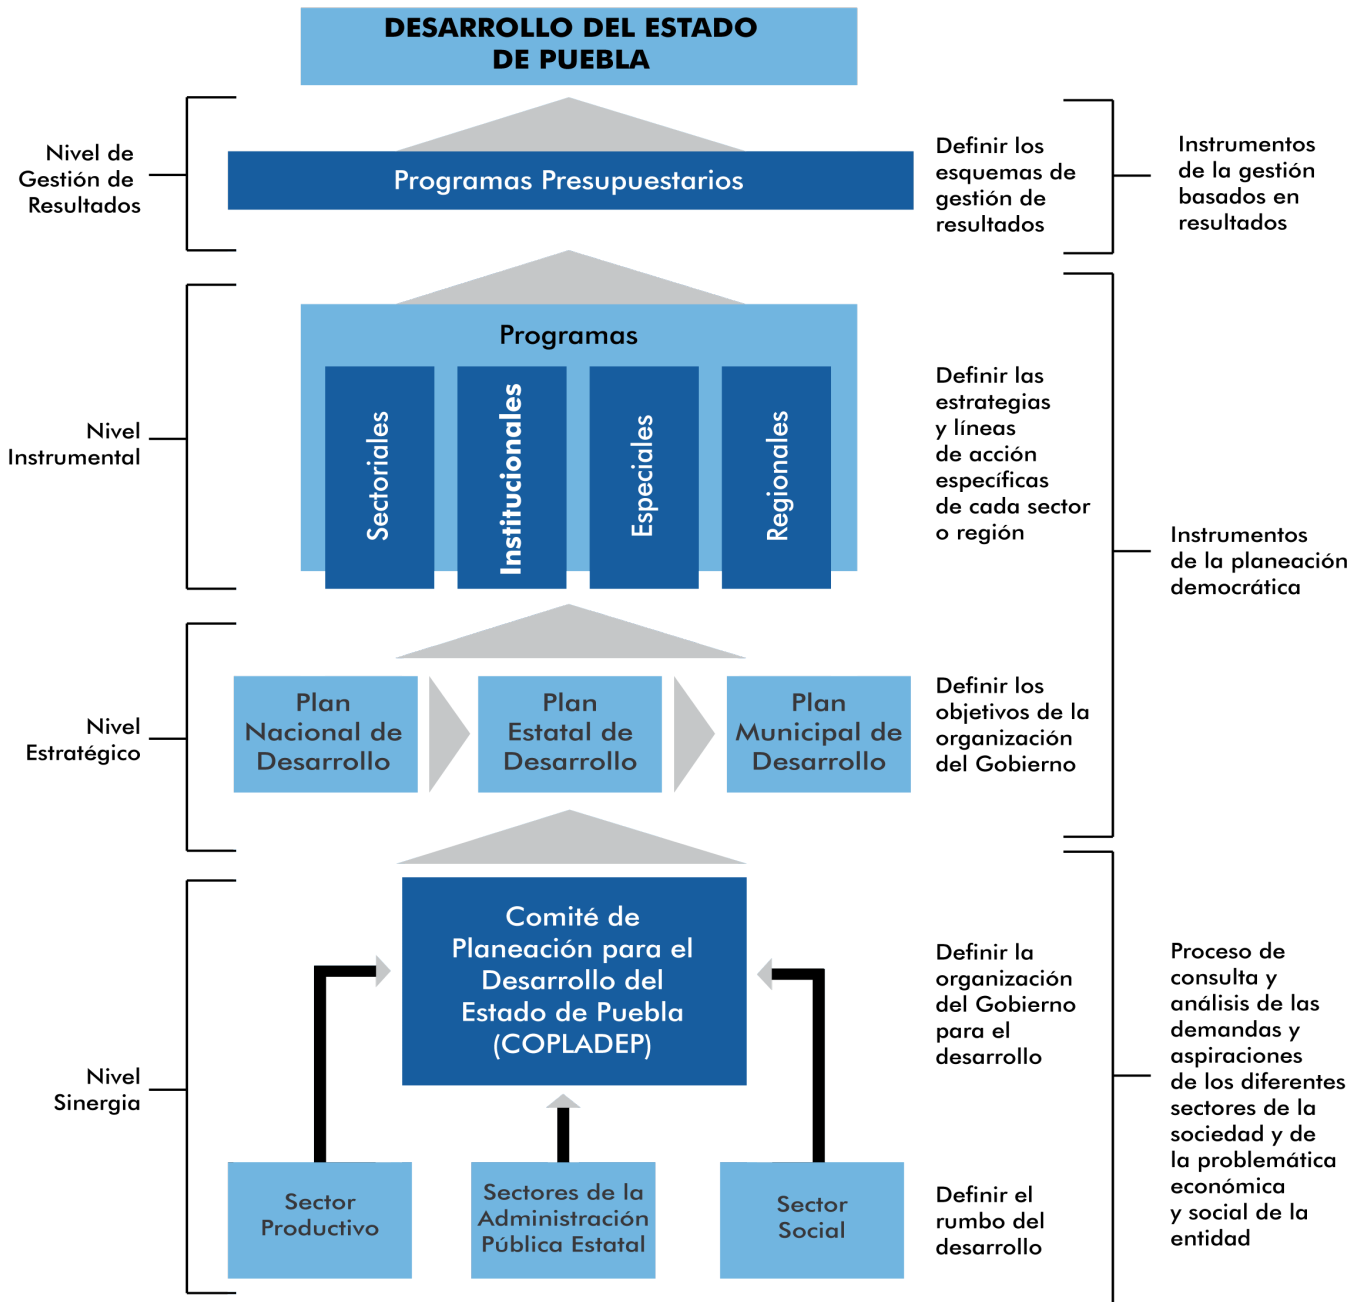 DESARROLLO DEL ESTADO
DE PUEBLA
Nivel de
Gestión de
Resultados
Programas Presupuestarios
Definir los
esquemas de
gestión de
resultados
Instrumentos
de la gestión
basados en
resultados
Nivel
Instrumental
Programas
Sectoriales
Institucionales
Especiales
Regionales
Definir las
estrategias
y líneas
de acción
específicas
de cada sector
o región
Instrumentos
de la planeación
democrática
Nivel
Estratégico
Plan
Nacional de
Desarrollo
Plan
Estatal de
Desarrollo
Plan
Municipal de
Desarrollo
Definir los
objetivos de la
organización
del Gobierno
Nivel
Sinergia
Comité de
Planeación para el
Desarrollo del
Estado de Puebla
(COPLADEP)
Definir la
organización
del Gobierno
para el
desarrollo
Proceso de
consulta y
análisis de las
demandas y
aspiraciones
de los diferentes
sectores de la
sociedad y de
la problemática
económica
y social de la
entidad
Sector
Productivo
Sectores de la
Administración
Pública Estatal
Sector
Social
Definir el
rumbo del
desarrollo